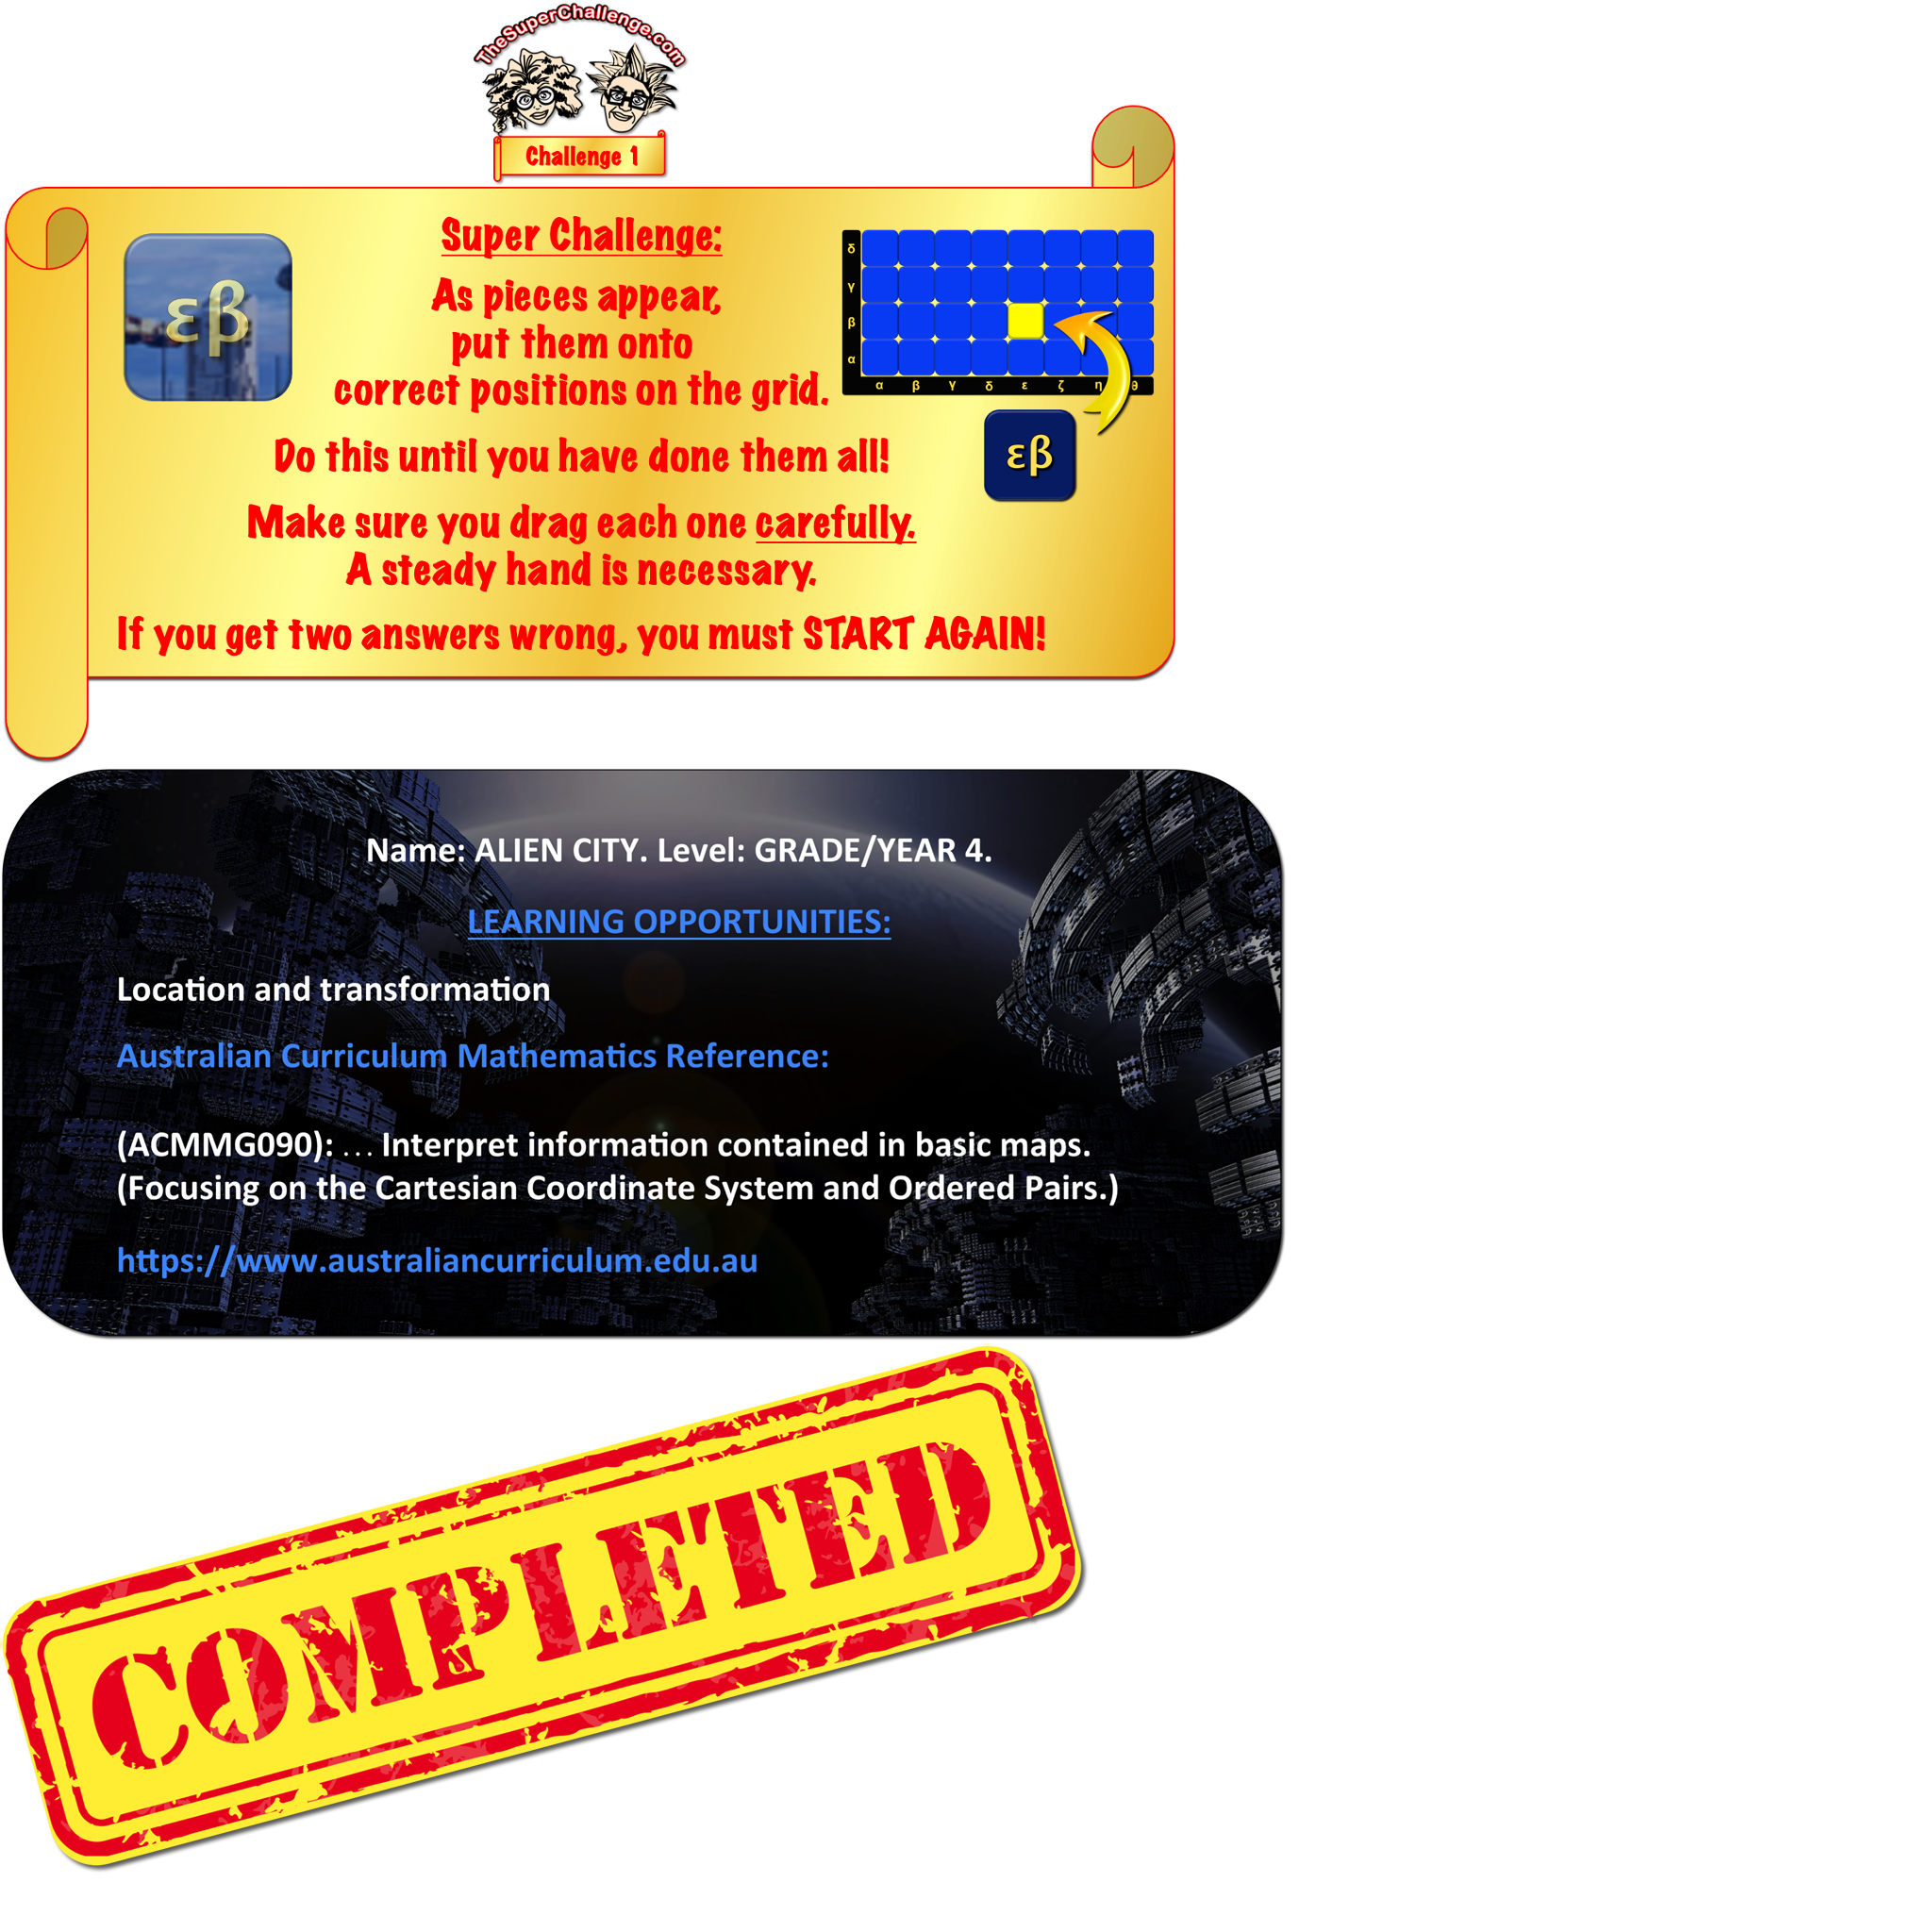 TheSuperChallenge.com
Challenge 1
Super Challenge:
As pieces appear,
put them onto
correct positions on the grid.
Do this until you have done them all!
Make sure you drag each one carefully.
A steady hand is necessary.
If you get two answers wrong, you must START AGAIN!
εβ
δ
γ
β
α
α β γ δ ε ζ η θ
εβ
Name: ALIEN CITY. Level: GRADE/YEAR 4.
LEARNING OPPORTUNITIES:
Location and transformation
Australian Curriculum Mathematics Reference:
(ACMMG090): ... Interpret information contained in basic maps.
(Focusing on the Cartesian Coordinate System and Ordered Pairs.)
https://www.australiancurriculum.edu.au
COMPLETED